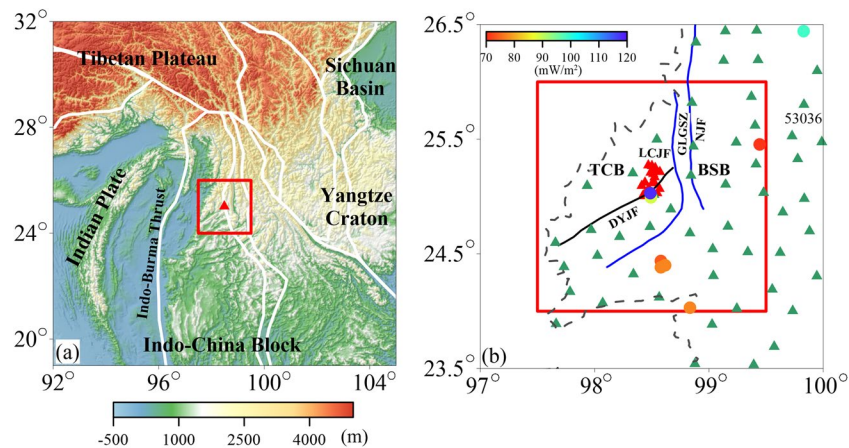 32°
28°
24°
20°
92°
96°
100°
104°
Tibetan Plateau
Sichuan
Basin
Indian Plate
Indo-Burma Thrust
Yangtze
Craton
Indo-China Block
(a)
-500
1000
2500
4000
(m)
26.5°
25.5°
24.5°
23.5°
97°
98°
99°
100°
70
80
90
100
110
120
(mW/m²)
53036
GLGSZ
NJF
LCJF
TCB
BSB
DYJF
(b)